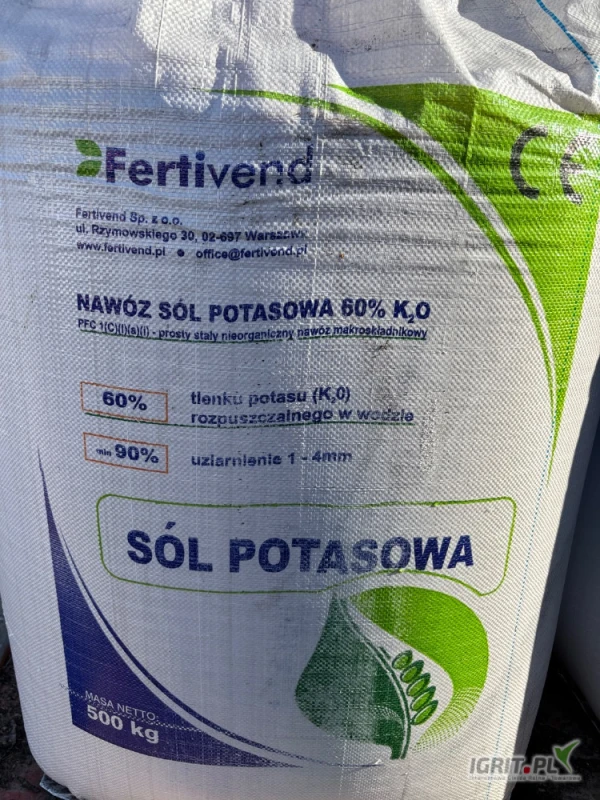 Fertivend
Fertivend Sp. z o.o.
ul. Rzymowskiego 30, 02-697 Warszawa
www.fertivend.pl • office@fertivend.pl
CE
NAWÓZ SÓL POTASOWA 60% K₂O
PFC 1(C)(I)(a)(i) - prosty stały nieorganiczny nawóz makroskładnikowy
60% tlenku potasu (K₂0)
rozpuszczalnego w wodzie
min 90% uziarnienie 1 - 4mm
SÓL POTASOWA
MASA NETTO:
500 kg
IGRIT.PL